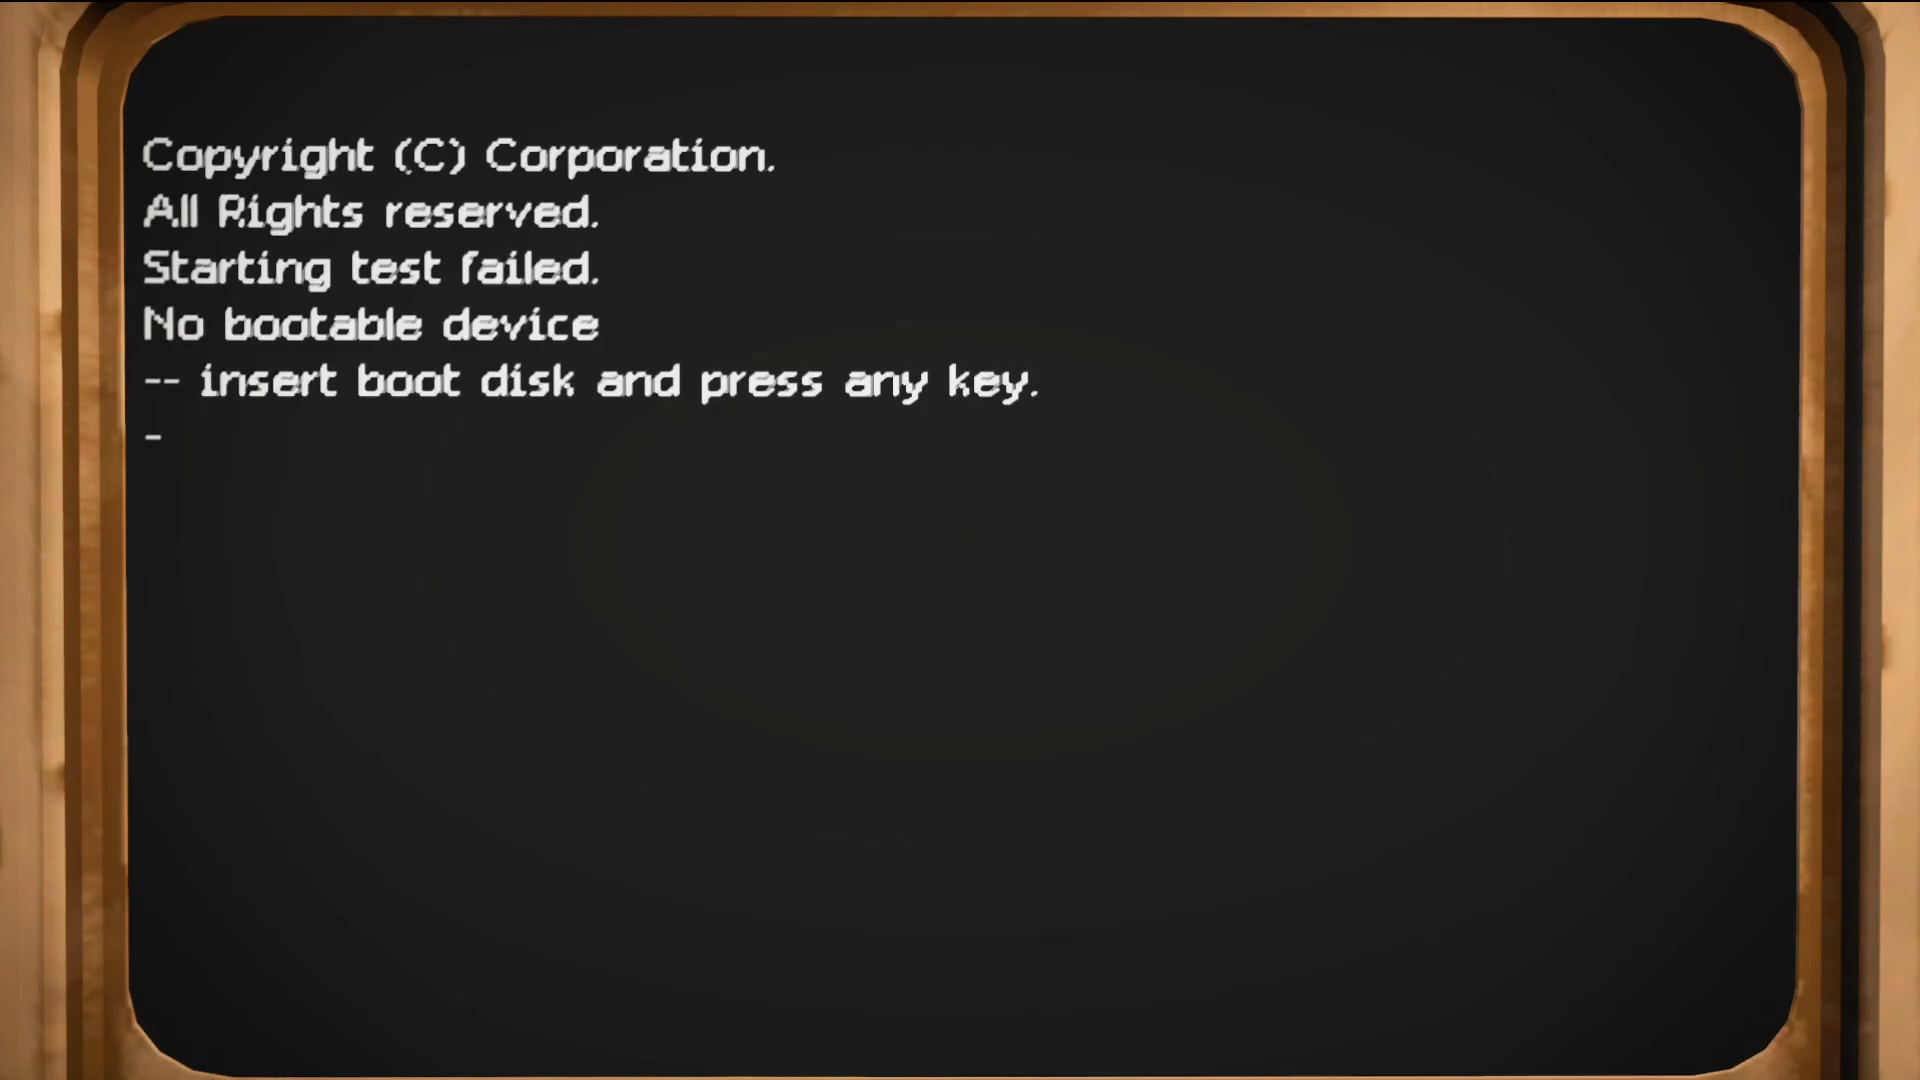 Copyright (C) Corporation.
All Rights reserved.
Starting test failed.
No bootable device
-- insert boot disk and press any key.
-